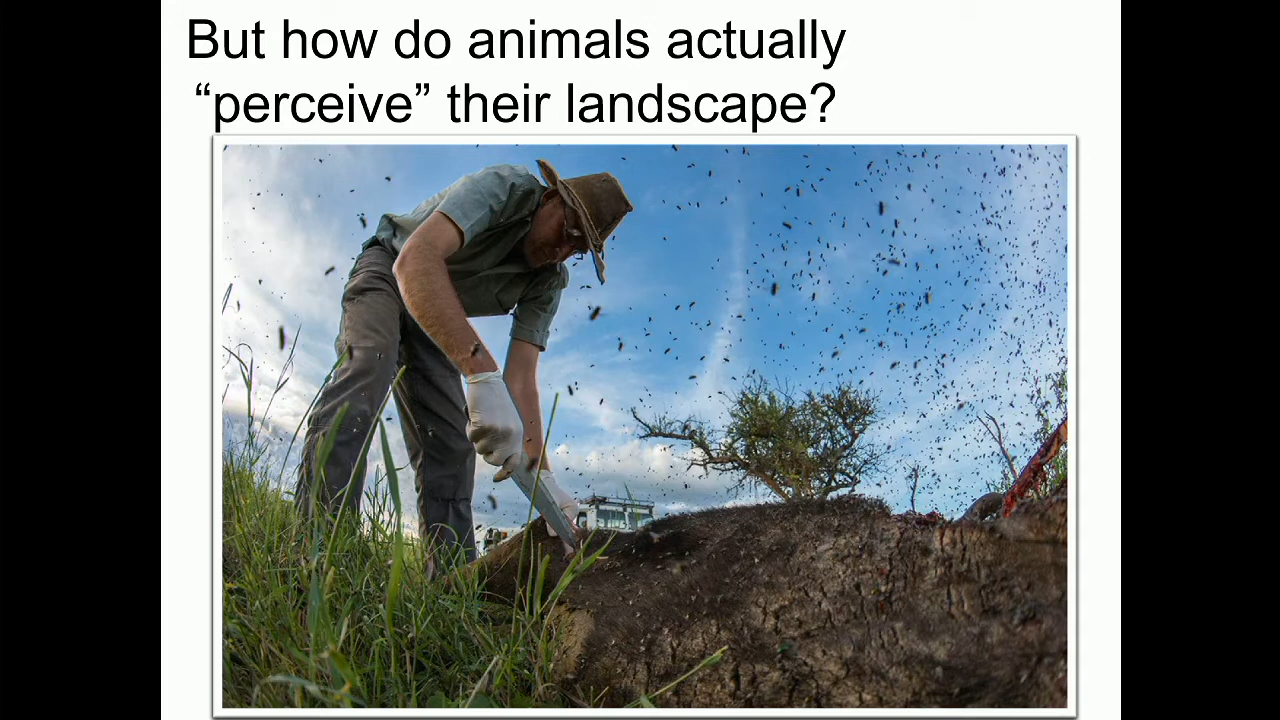 But how do animals actually
“perceive” their landscape?